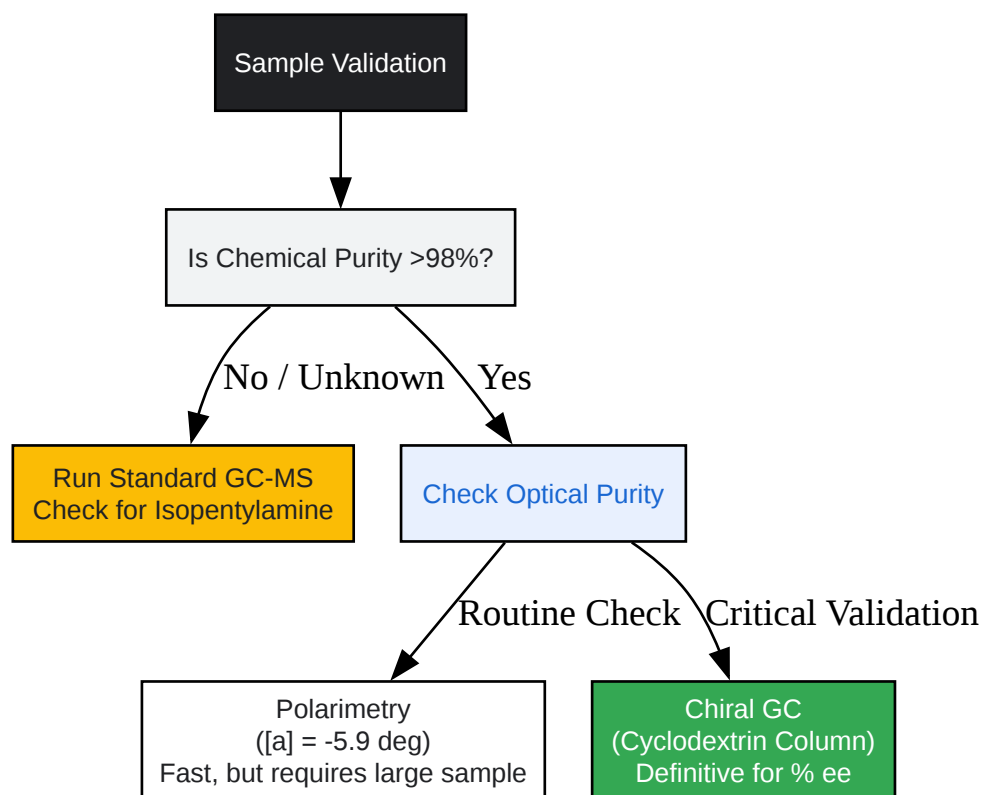 Sample Validation
Is Chemical Purity >98%?
No / Unknown
Yes
Run Standard GC-MS
Check for Isopentylamine
Check Optical Purity
Routine Check
Critical Validation
Polarimetry
([a] = -5.9 deg)
Fast, but requires large sample
Chiral GC
(Cyclodextrin Column)
Definitive for % ee